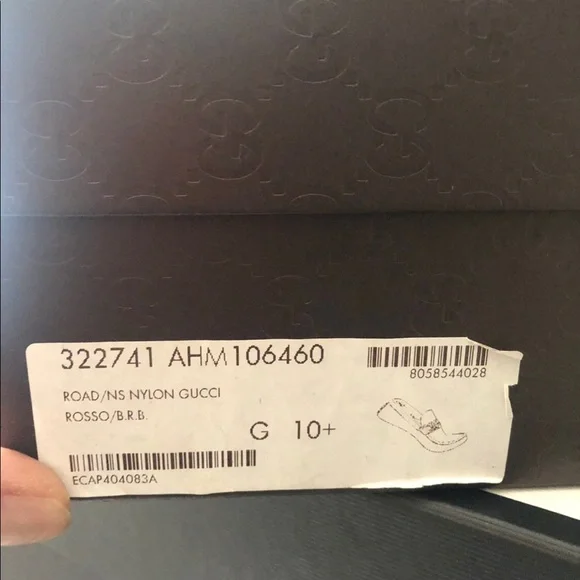 322741 AHM106460
8058544028
ROAD/NS NYLON GUCCI
ROSSO/B.R.B.
G 10+
ECAP404083A